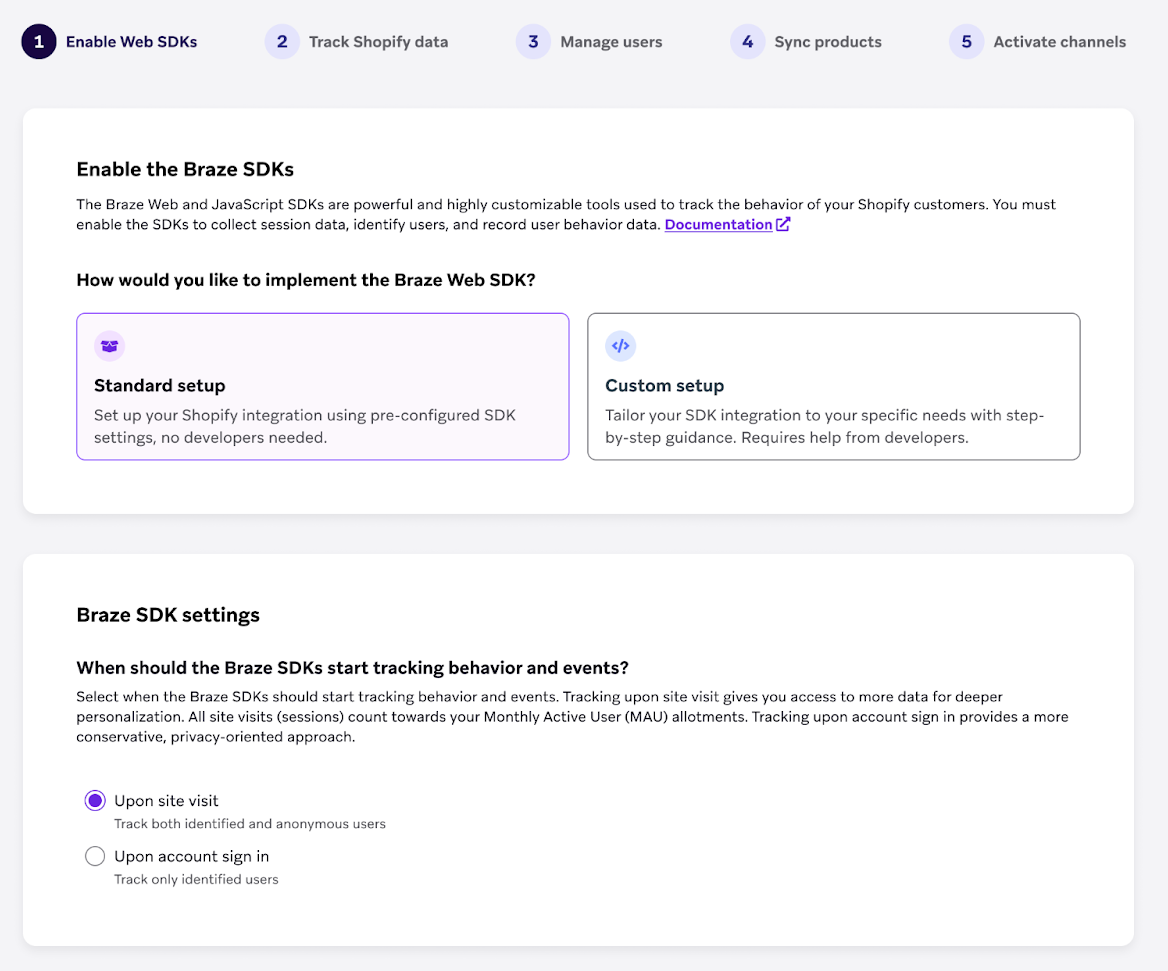 1 Enable Web SDKs 2 Track Shopify data 3 Manage users 4 Sync products 5 Activate channels
Enable the Braze SDKs
The Braze Web and JavaScript SDKs are powerful and highly customizable tools used to track the behavior of your Shopify customers. You must
enable the SDKs to collect session data, identify users, and record user behavior data. Documentation
How would you like to implement the Braze Web SDK?
Standard setup
Set up your Shopify integration using pre-configured SDK
settings, no developers needed.
Custom setup
Tailor your SDK integration to your specific needs with step-
by-step guidance. Requires help from developers.
Braze SDK settings
When should the Braze SDKs start tracking behavior and events?
Select when the Braze SDKs should start tracking behavior and events. Tracking upon site visit gives you access to more data for deeper
personalization. All site visits (sessions) count towards your Monthly Active User (MAU) allotments. Tracking upon account sign in provides a more
conservative, privacy-oriented approach.
Upon site visit
Track both identified and anonymous users
Upon account sign in
Track only identified users